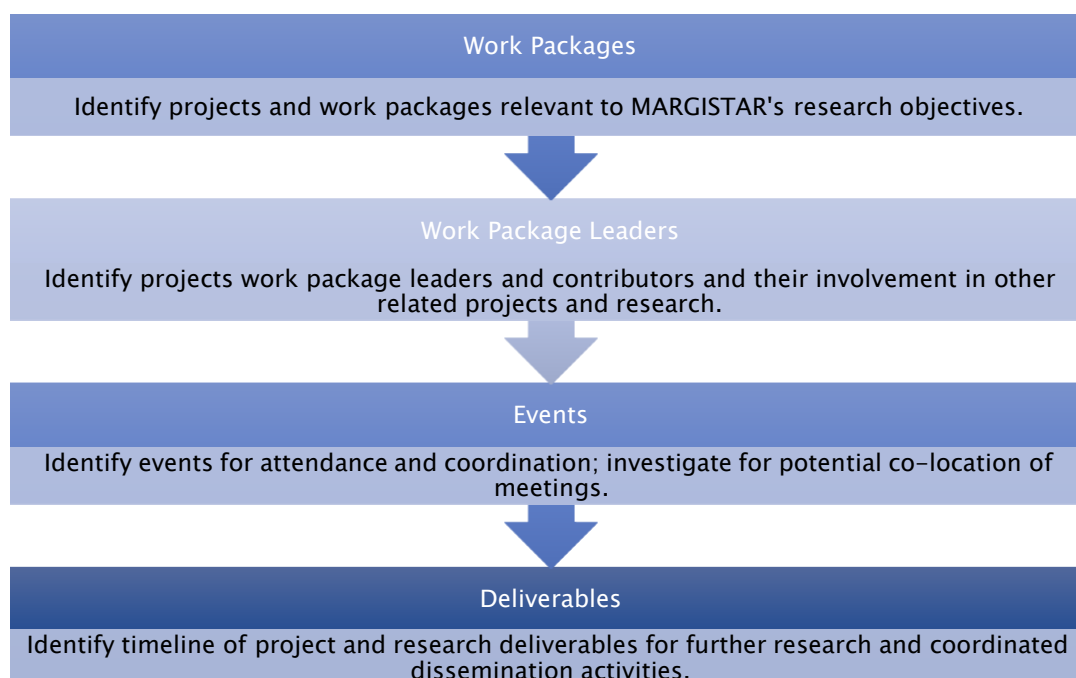 Work Packages
Identify projects and work packages relevant to MARGISTAR's research objectives.
Work Package Leaders
Identify projects work package leaders and contributors and their involvement in other
related projects and research.
Events
Identify events for attendance and coordination; investigate for potential co-location of
meetings.
Deliverables
Identify timeline of project and research deliverables for further research and coordinated
dissemination activities.